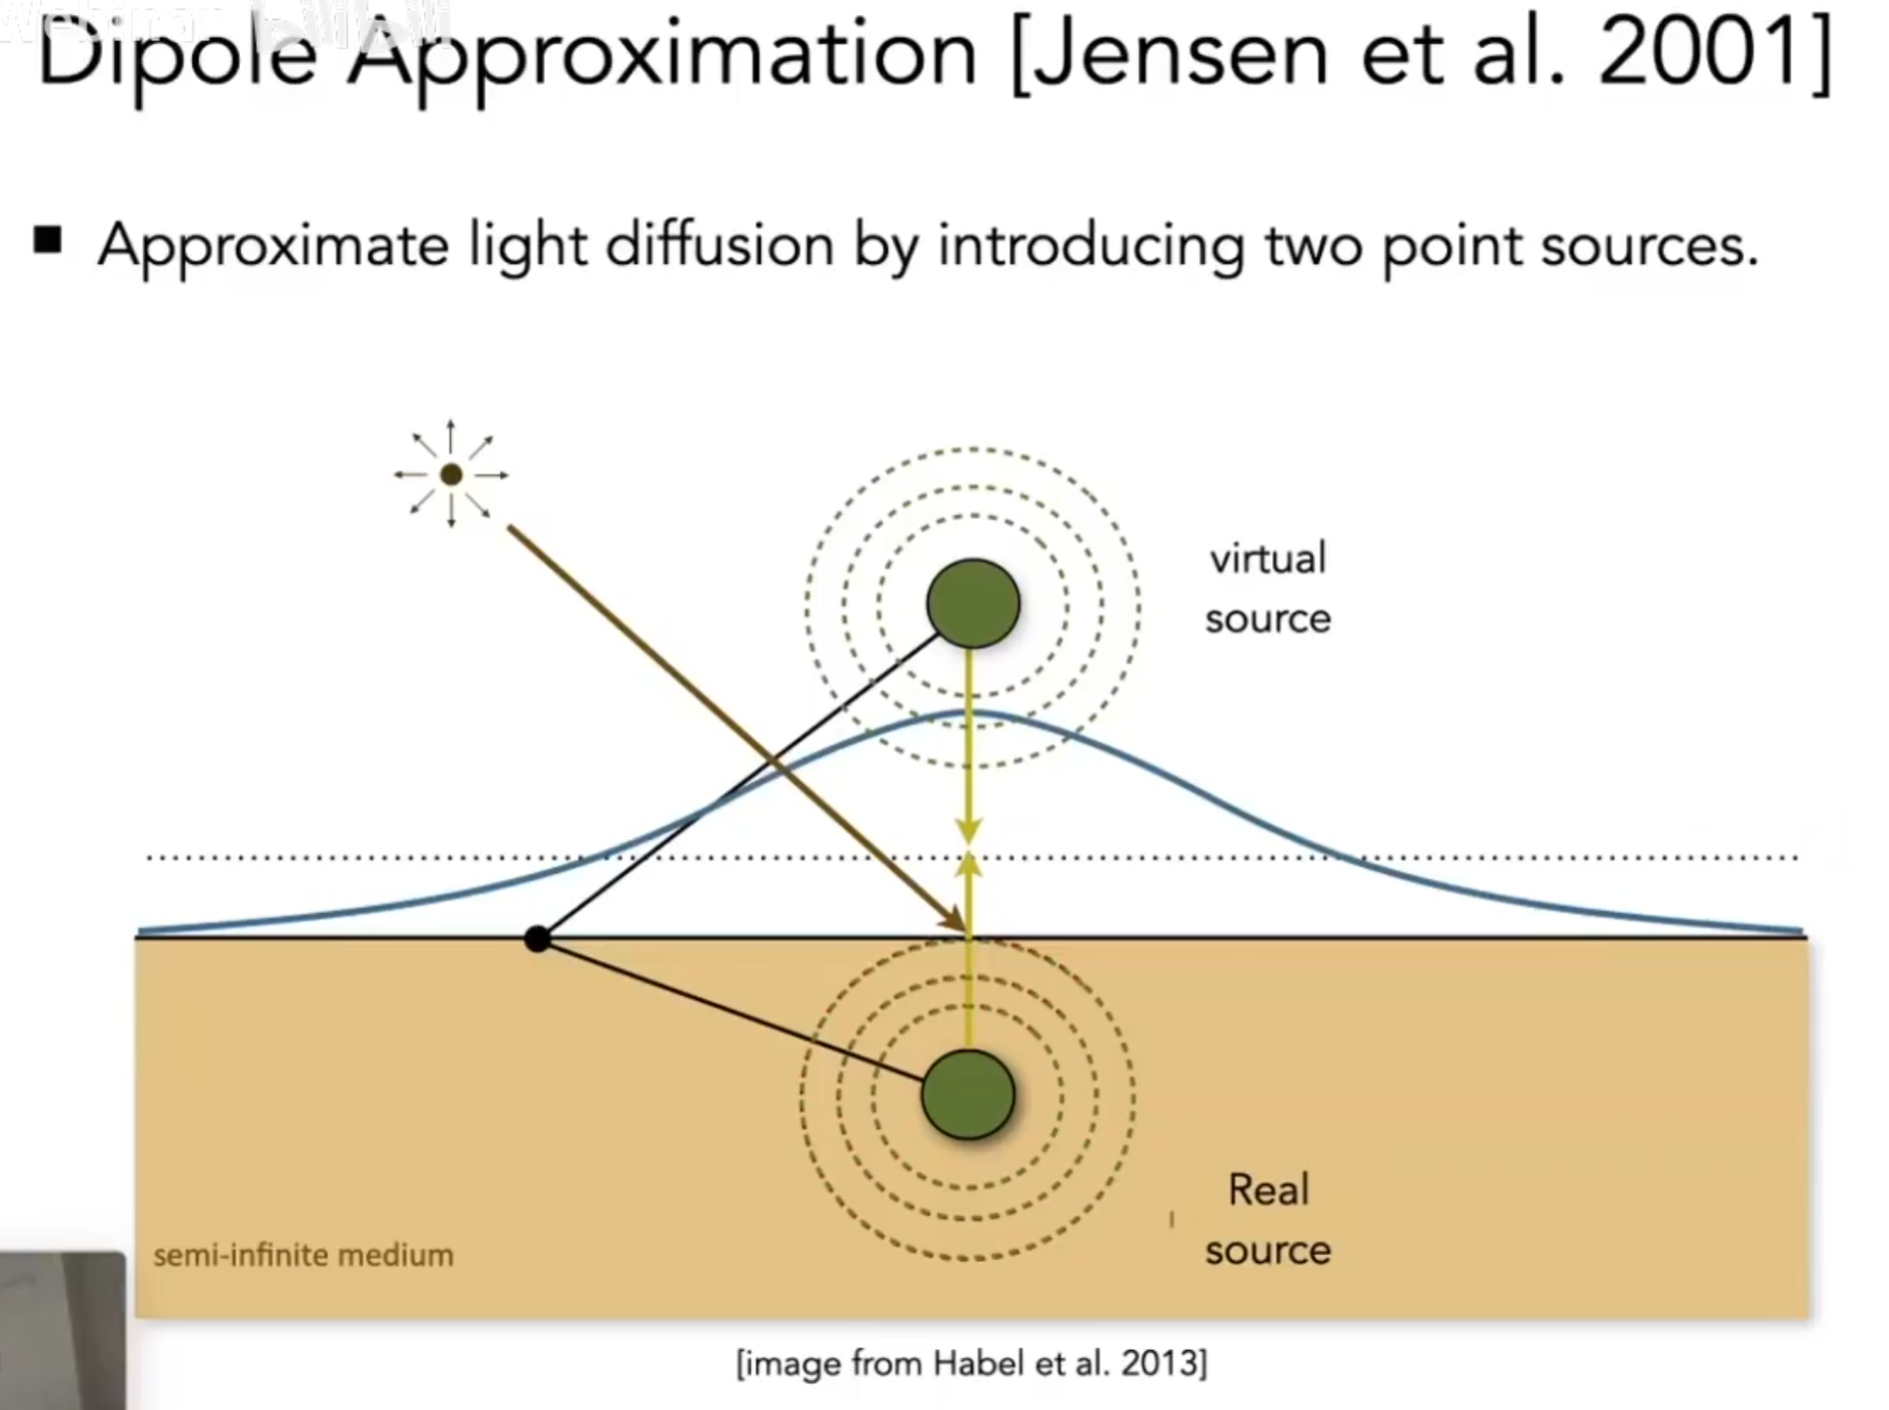 Dipole Approximation [Jensen et al. 2001]
■ Approximate light diffusion by introducing two point sources.
virtual
source
Real
source
semi-infinite medium
[image from Habel et al. 2013]